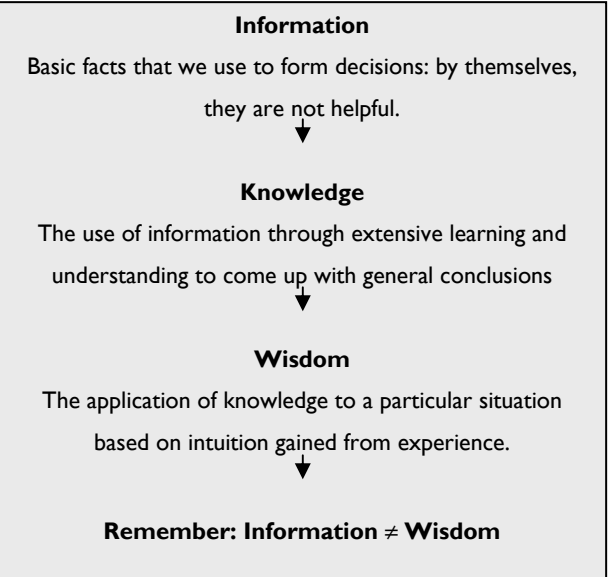 Information
Basic facts that we use to form decisions: by themselves,
they are not helpful.
Knowledge
The use of information through extensive learning and
understanding to come up with general conclusions
Wisdom
The application of knowledge to a particular situation
based on intuition gained from experience.
Remember: Information ≠ Wisdom